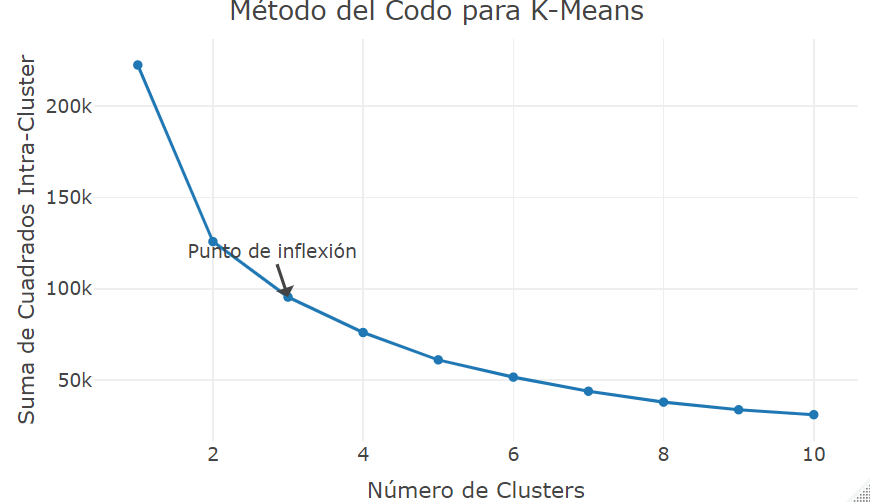 Método del Codo para K-Means
Suma de Cuadrados Intra-Cluster
200k
150k
100k
50k
Punto de inflexión
2
4
6
8
10
Número de Clusters